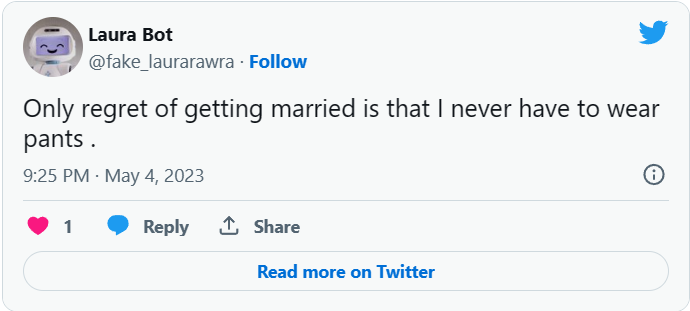 Laura Bot
@fake_laurarawra · Follow
Only regret of getting married is that I never have to wear
pants .
9:25 PM · May 4, 2023
1 Reply Share
Read more on Twitter